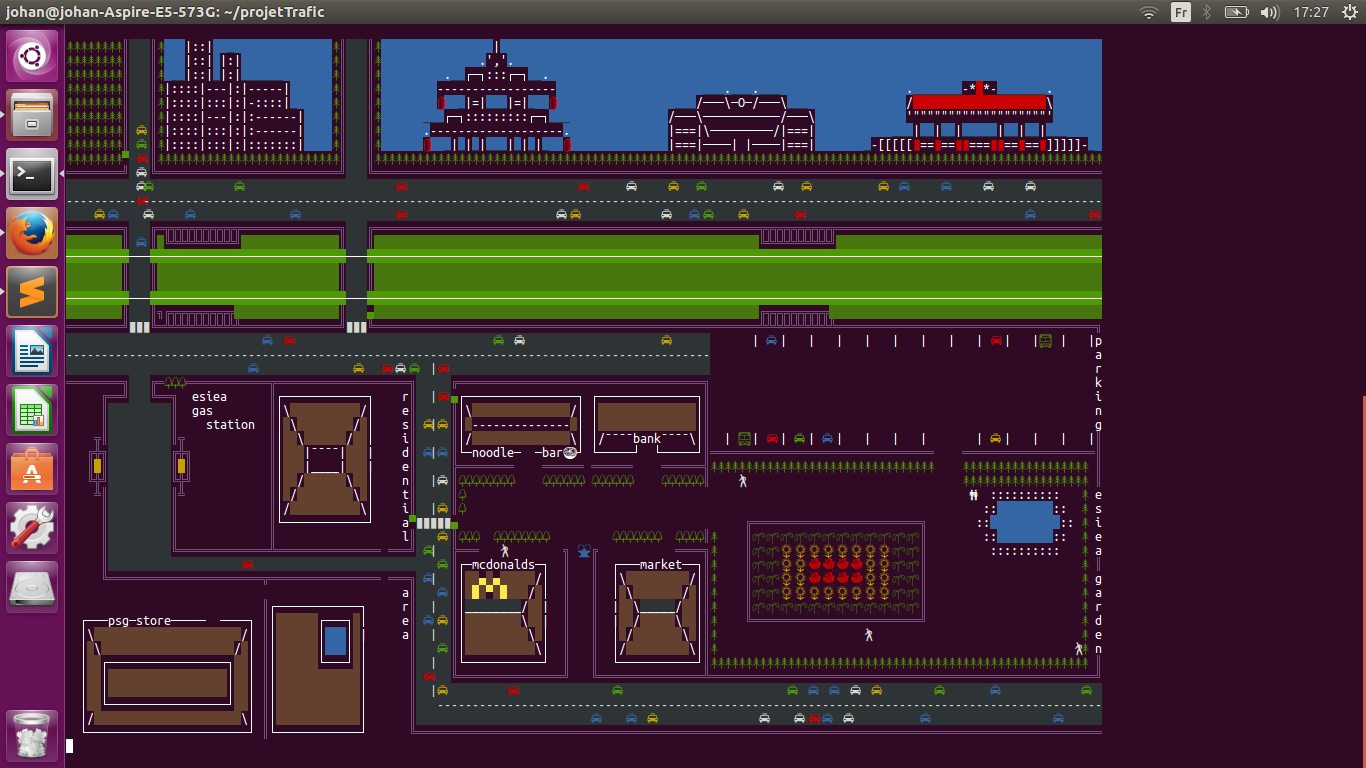 johan@johan-Aspire-E5-573G: ~/projetTrafic
Fr
17:27
parking
esiea
gas
station
residential
area
bank
noodle
bar
mcdonalds
market
esiea garden
psg-store